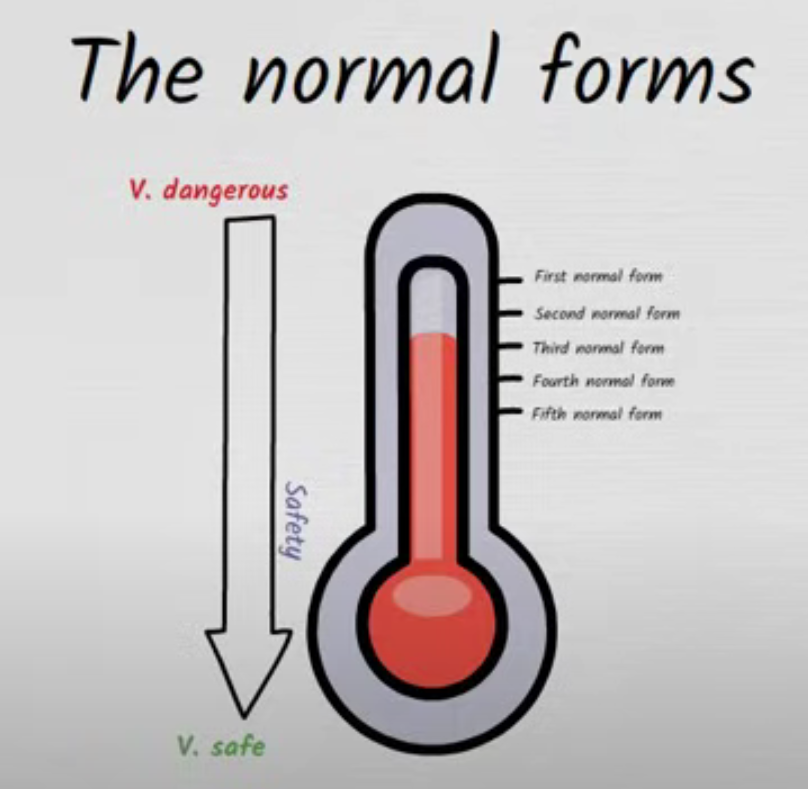 The normal forms
V. dangerous
First normal form
Second normal form
Third normal form
Fourth normal form
Fifth normal form
Safety
V. safe